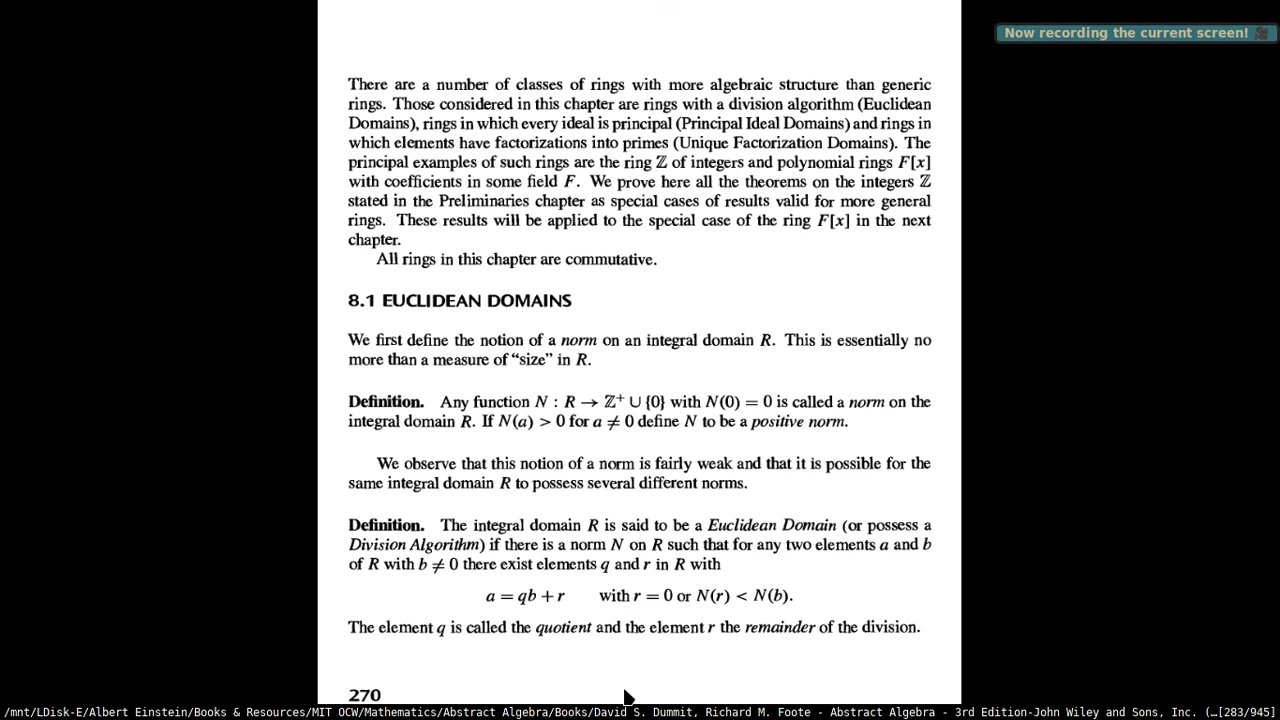 Now recording the current screen! 🎥
There are a number of classes of rings with more algebraic structure than generic
rings. Those considered in this chapter are rings with a division algorithm (Euclidean
Domains), rings in which every ideal is principal (Principal Ideal Domains) and rings in
which elements have factorizations into primes (Unique Factorization Domains). The
principal examples of such rings are the ring ℤ of integers and polynomial rings F[x]
with coefficients in some field F. We prove here all the theorems on the integers ℤ
stated in the Preliminaries chapter as special cases of results valid for more general
rings. These results will be applied to the special case of the ring F[x] in the next
chapter.
All rings in this chapter are commutative.
8.1 EUCLIDEAN DOMAINS
We first define the notion of a norm on an integral domain R. This is essentially no
more than a measure of “size” in R.
Definition. Any function N : R → ℤ⁺ ∪ {0} with N(0) = 0 is called a norm on the
integral domain R. If N(a) > 0 for a ≠ 0 define N to be a positive norm.
We observe that this notion of a norm is fairly weak and that it is possible for the
same integral domain R to possess several different norms.
Definition. The integral domain R is said to be a Euclidean Domain (or possess a
Division Algorithm) if there is a norm N on R such that for any two elements a and b
of R with b ≠ 0 there exist elements q and r in R with
a = qb + r with r = 0 or N(r) < N(b).
The element q is called the quotient and the element r the remainder of the division.
270
/mnt/LDisk-E/Albert Einstein/Books & Resources/MIT OCW/Mathematics/Abstract Algebra/Books/David S. Dummit, Richard M. Foote - Abstract Algebra - 3rd Edition-John Wiley and Sons, Inc. (…[283/945]